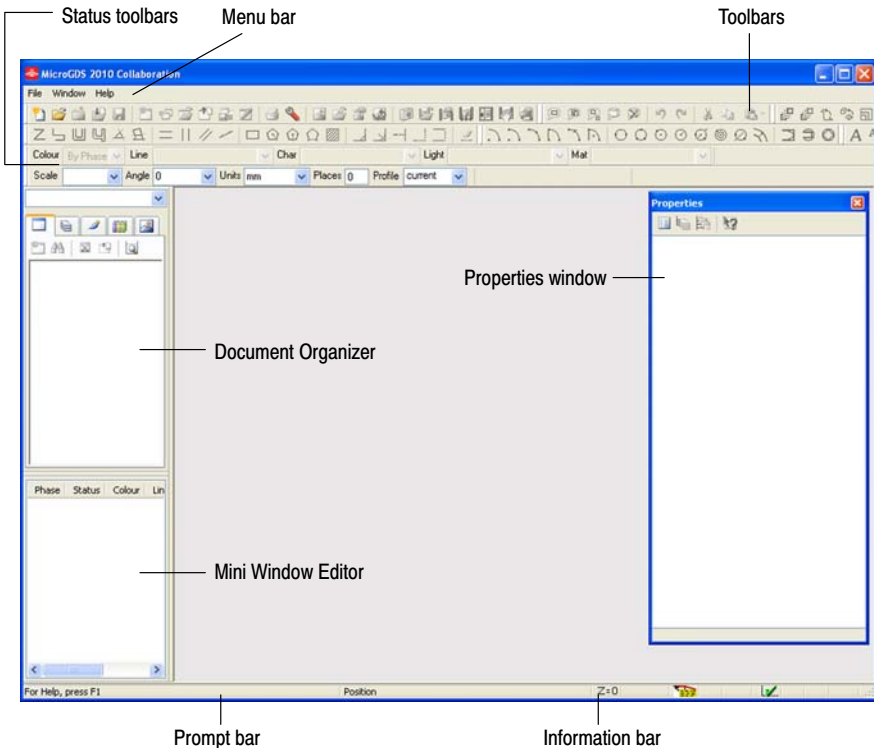 Status toolbars Menu bar Toolbars
MicroGDS 2010 Collaboration
File Window Help
Colour By Phase Line Char Light Mat
Scale Angle 0 Units mm Places 0 Profile current
Properties
Properties window
Document Organizer
Phase Status Colour Lin
Mini Window Editor
For Help, press F1 Position Z=0
Prompt bar Information bar